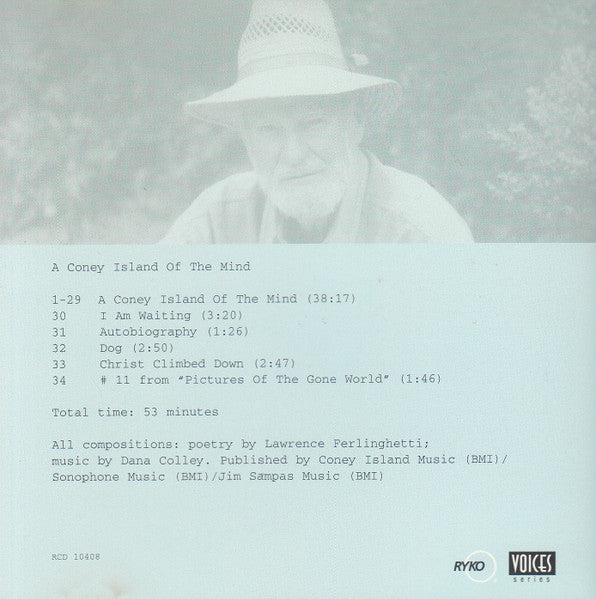 A Coney Island Of The Mind
1-29 A Coney Island Of The Mind (38:17)
30 I Am Waiting (3:20)
31 Autobiography (1:26)
32 Dog (2:50)
33 Christ Climbed Down (2:47)
34 # 11 from “Pictures Of The Gone World” (1:46)
Total time: 53 minutes
All compositions: poetry by Lawrence Ferlinghetti;
music by Dana Colley. Published by Coney Island Music (BMI)/
Sonophone Music (BMI)/Jim Sampas Music (BMI)
RCD 10408
RYKO
VOICES
series